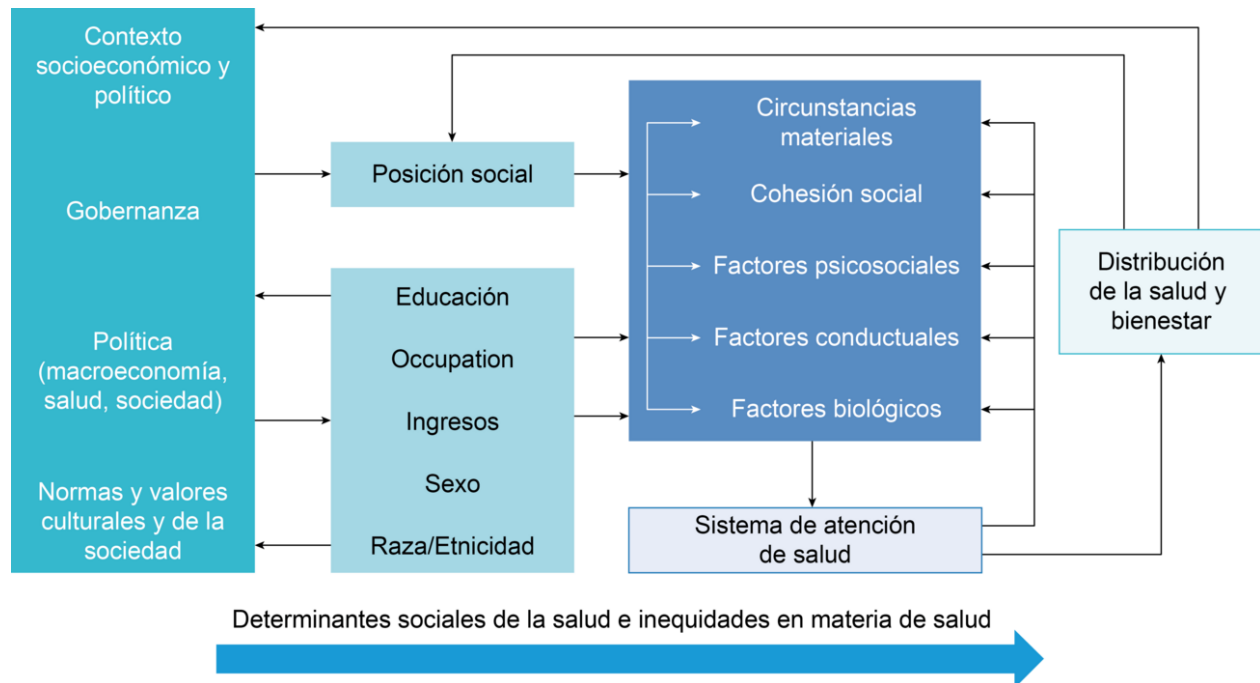 Contexto
socioeconómico y
político
Gobernanza
Política
(macroeconomía,
salud, sociedad)
Normas y valores
culturales y de la
sociedad
Posición social
Educación
Occupation
Ingresos
Sexo
Raza/Etnicidad
Circunstancias
materiales
Cohesión social
Factores psicosociales
Factores conductuales
Factores biológicos
Sistema de atención
de salud
Distribución
de la salud y
bienestar
Determinantes sociales de la salud e inequidades en materia de salud